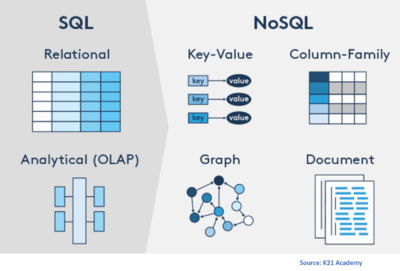 SQL
NoSQL
Relational
Key-Value
Column-Family
key value
key value
key value
Analytical (OLAP)
Graph
Document
Source: K21 Academy